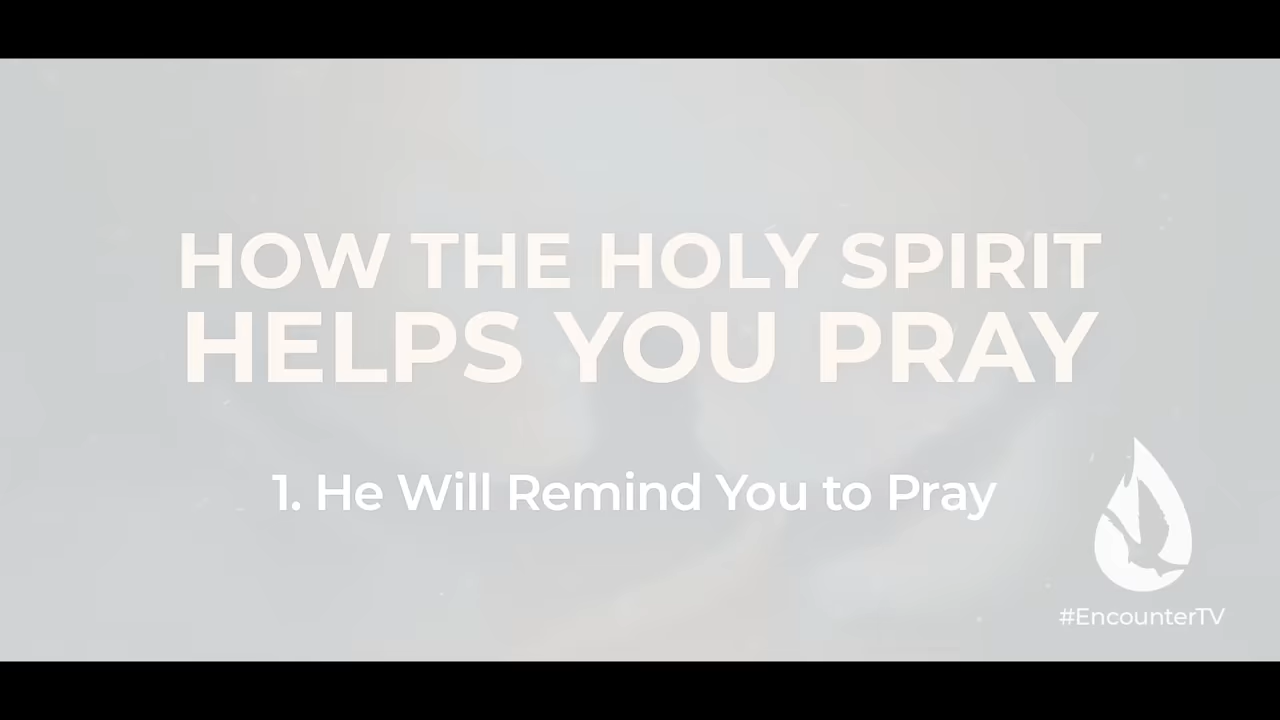 HOW THE HOLY SPIRIT
HELPS YOU PRAY
1. He Will Remind You to Pray
#EncounterTV